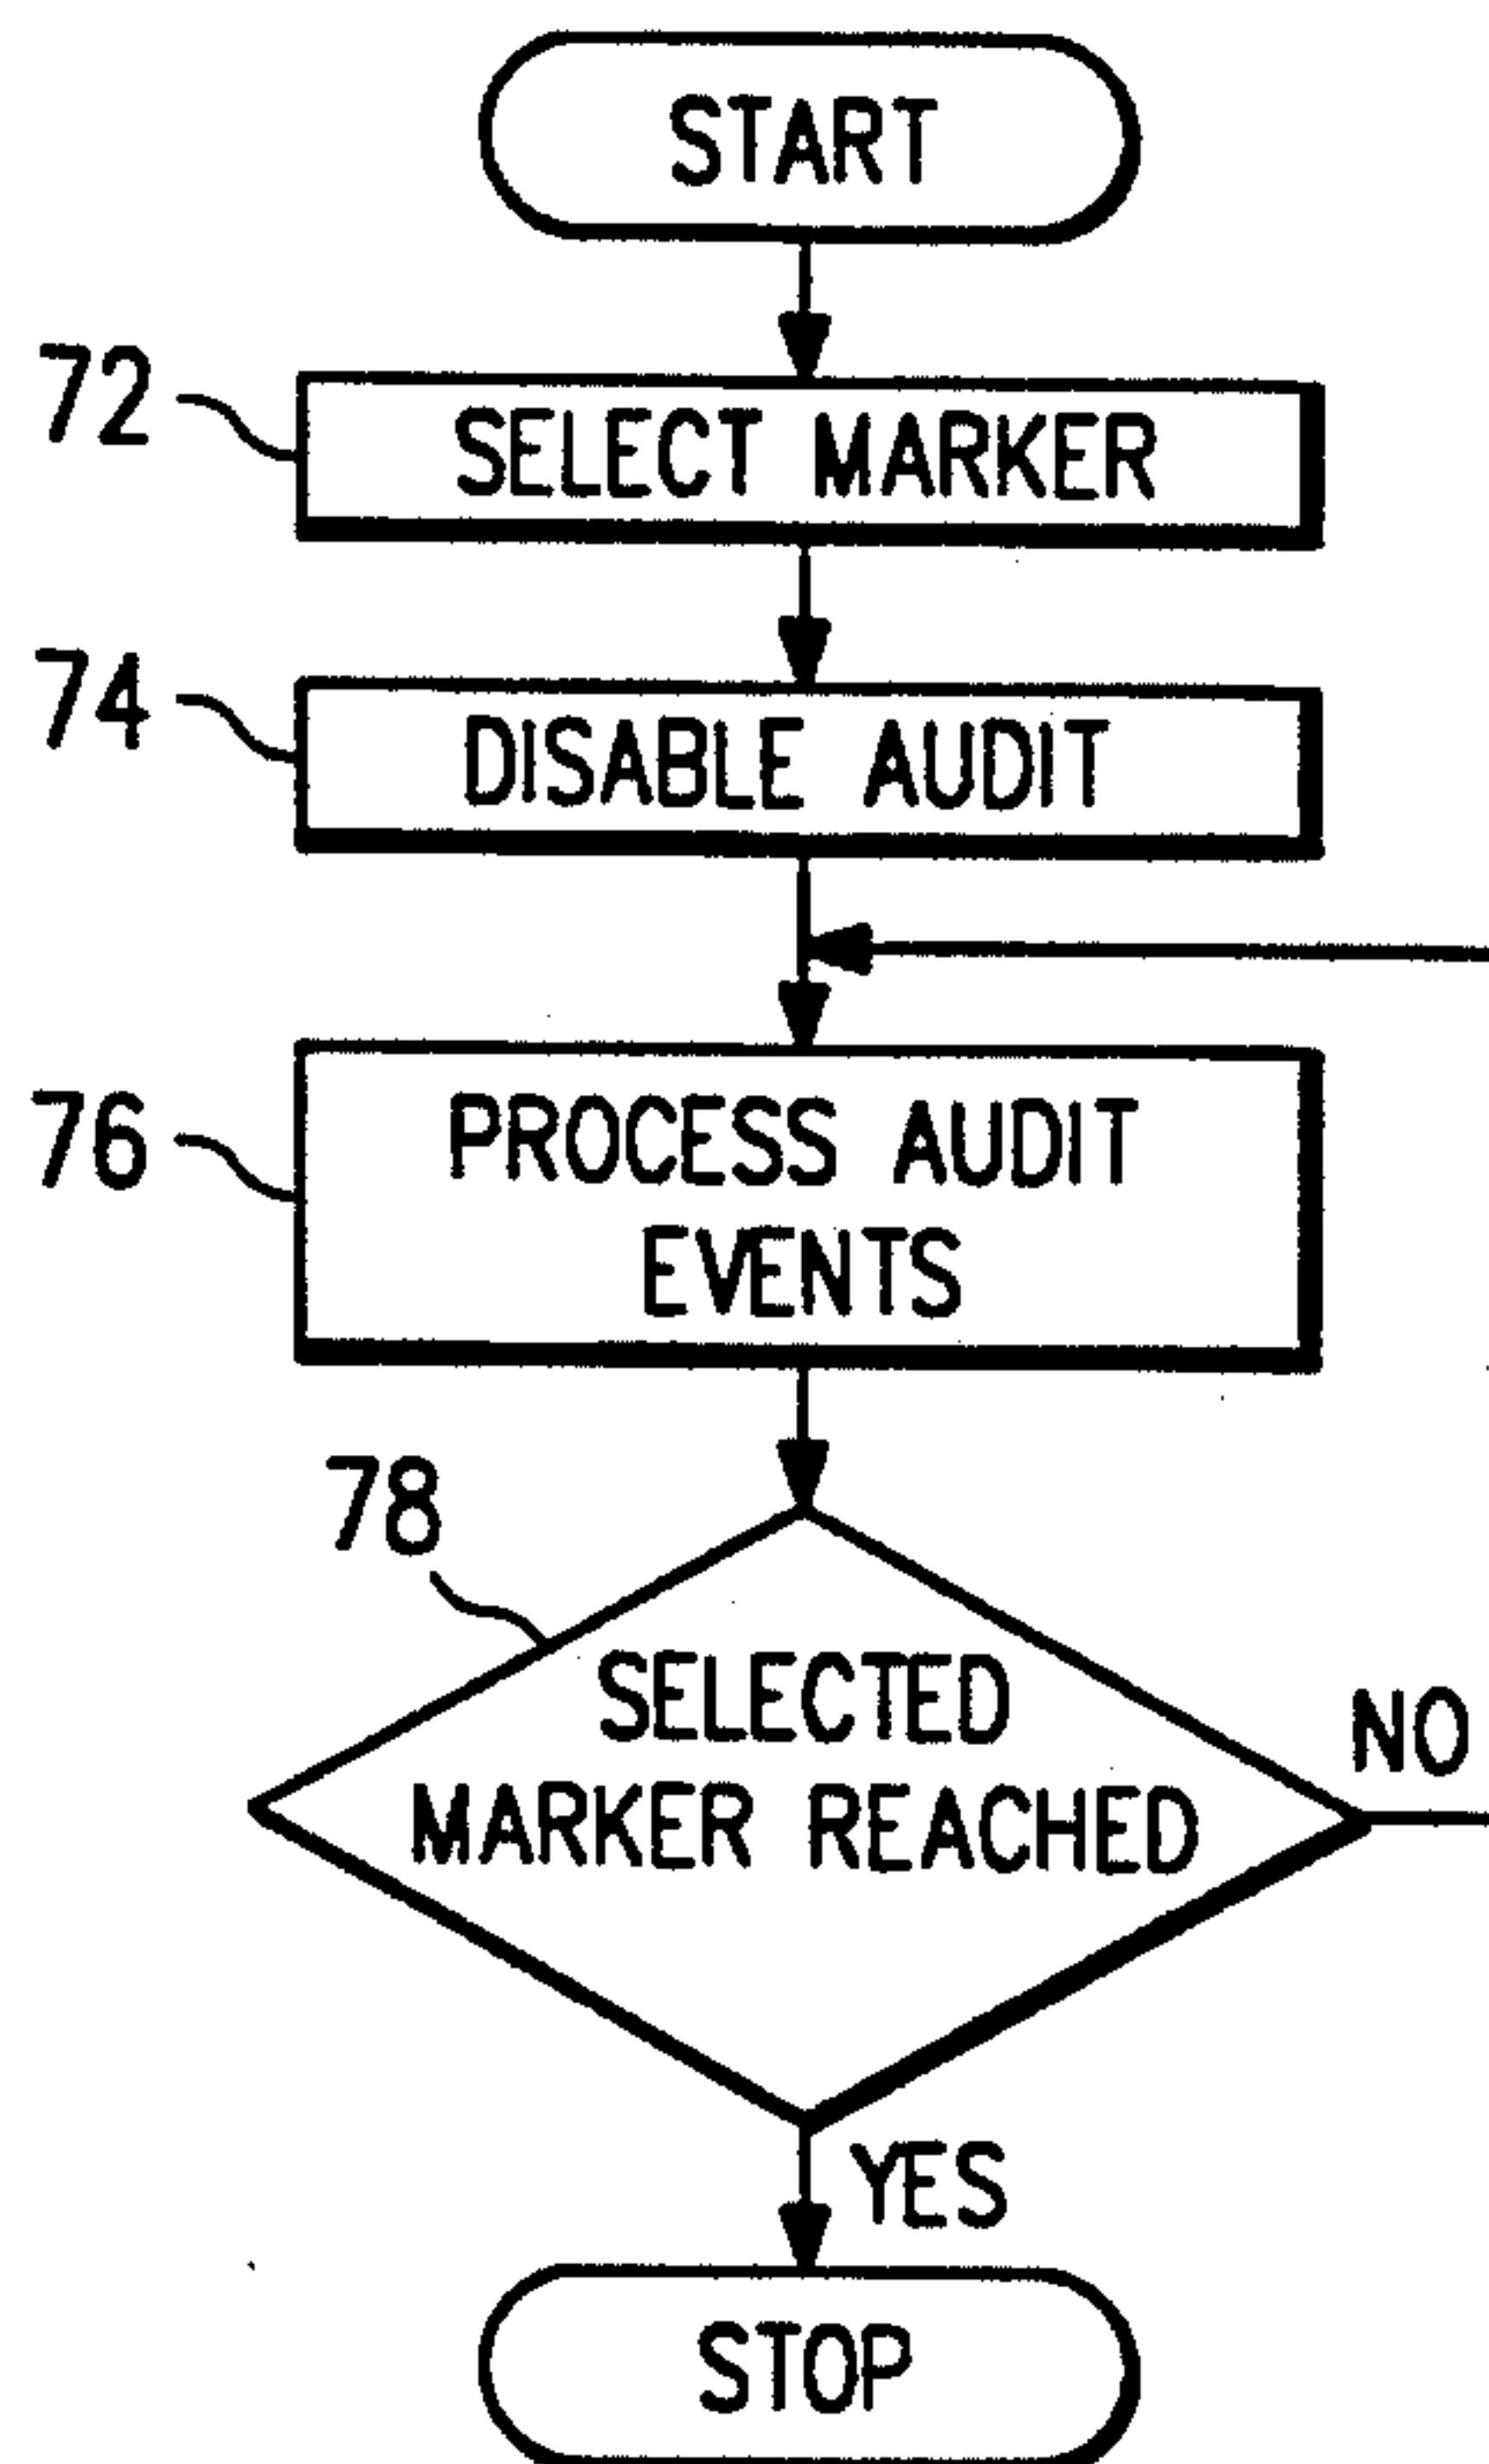 START
72
SELECT MARKER
74
DISABLE AUDIT
76
PROCESS AUDIT
EVENTS
78
SELECTED
MARKER REACHED
NO
YES
STOP